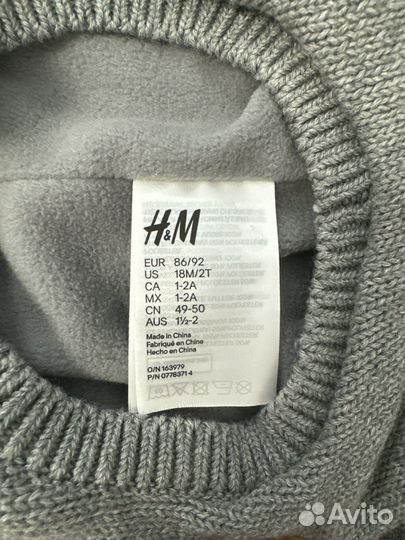 H&M
EUR 86/92
US 18M/2T
CA 1-2A
MX 1-2A
CN 49-50
AUS 1½-2
Made in China
Fabriqué en Chine
Hecho en China
O/N 163979
P/N 0778371 4
Avito